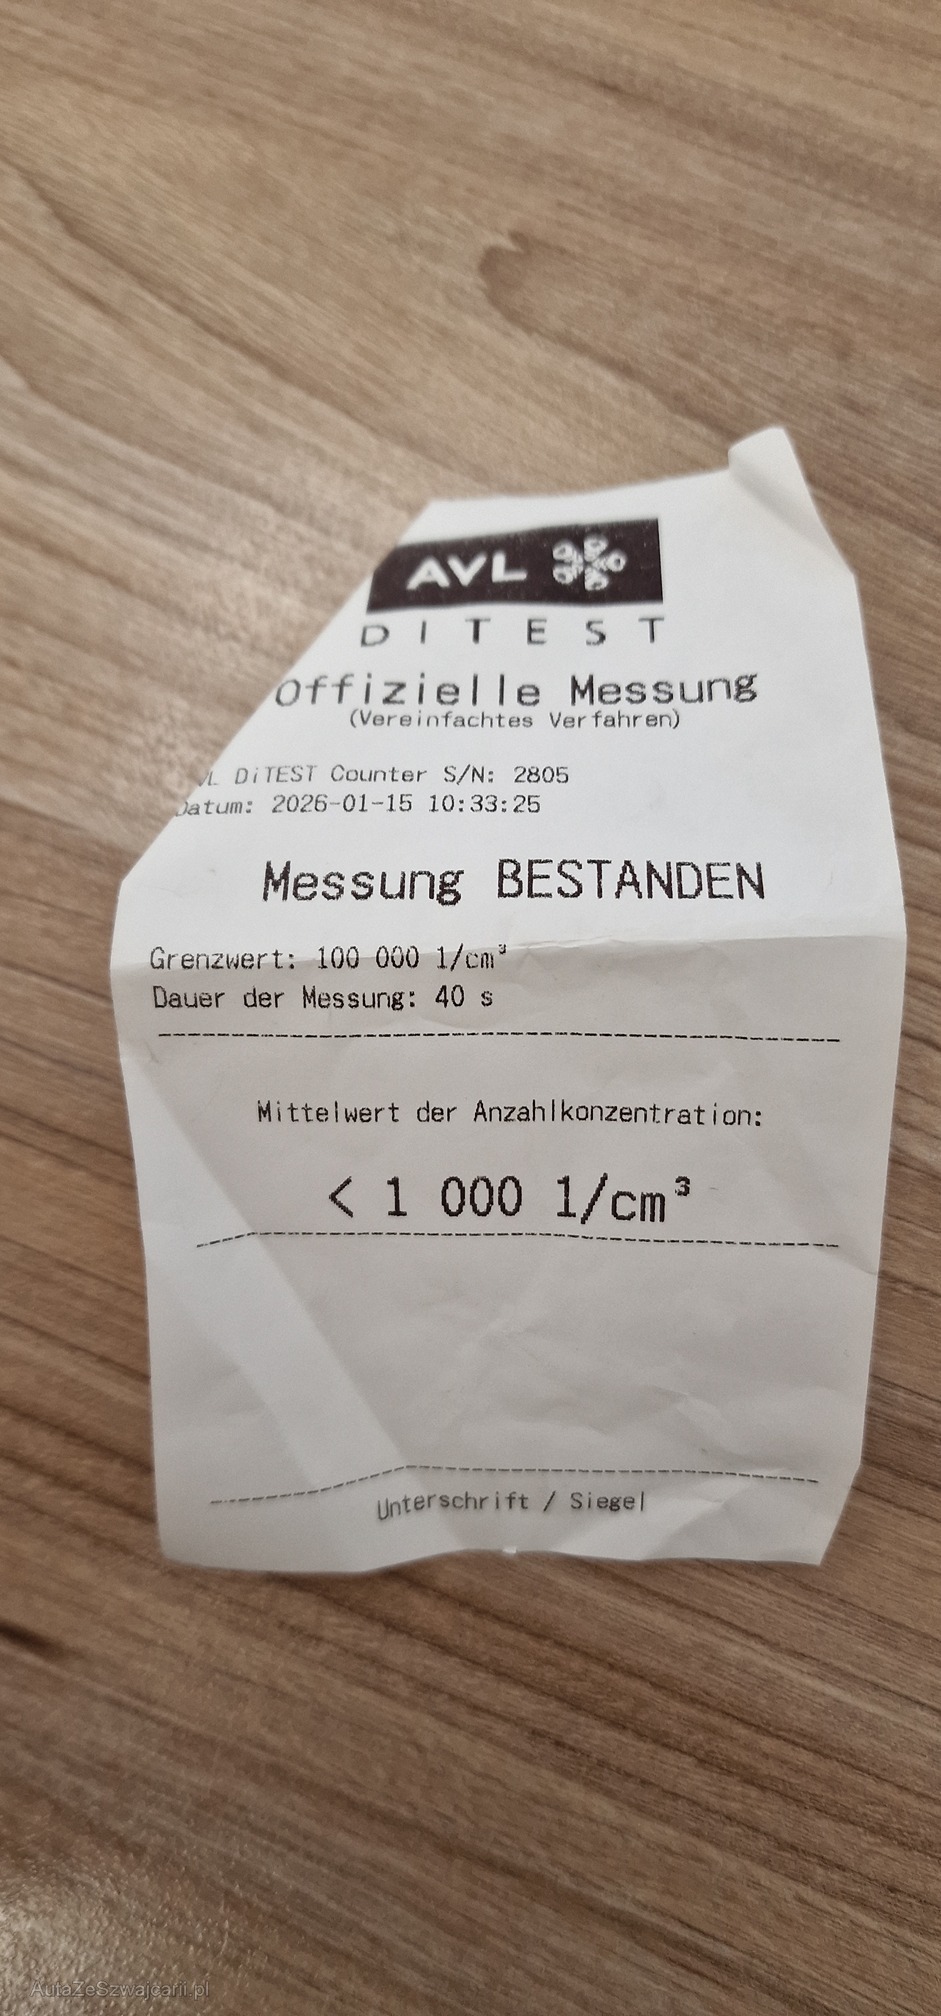 AVL
DITEST
Offizielle Messung
(Vereinfachtes Verfahren)
DiTEST Counter S/N: 2805
Datum: 2026-01-15 10:33:25
Messung BESTANDEN
Grenzwert: 100 000 1/cm³
Dauer der Messung: 40 s
Mittelwert der Anzahlkonzentration:
< 1 000 1/cm³
Unterschrift / Siegel
AutaZeSzwajcarii.pl